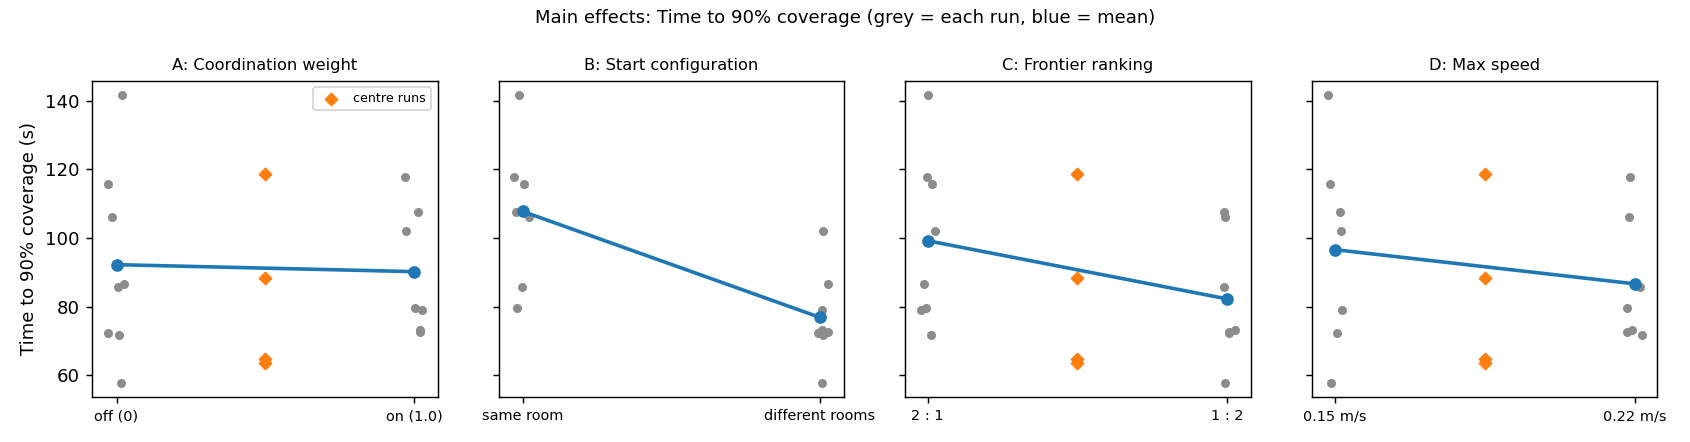 Main effects: Time to 90% coverage (grey = each run, blue = mean)
A: Coordination weight
B: Start configuration
C: Frontier ranking
D: Max speed
Time to 90% coverage (s)
140
120
100
80
60
centre runs
off (0)
on (1.0)
same room
different rooms
2 : 1
1 : 2
0.15 m/s
0.22 m/s